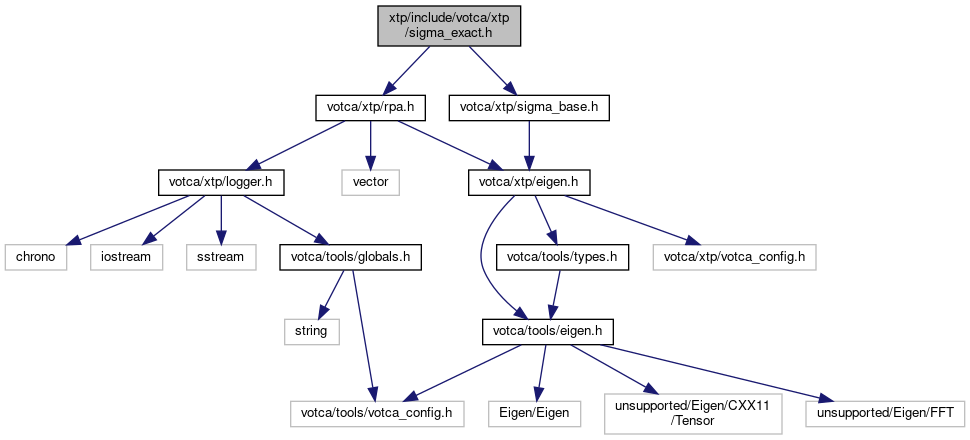 xtp/include/votca/xtp
/sigma_exact.h
votca/xtp/rpa.h
votca/xtp/sigma_base.h
votca/xtp/logger.h
vector
votca/xtp/eigen.h
chrono
iostream
sstream
votca/tools/globals.h
votca/tools/types.h
votca/xtp/votca_config.h
string
votca/tools/eigen.h
votca/tools/votca_config.h
Eigen/Eigen
unsupported/Eigen/CXX11
/Tensor
unsupported/Eigen/FFT